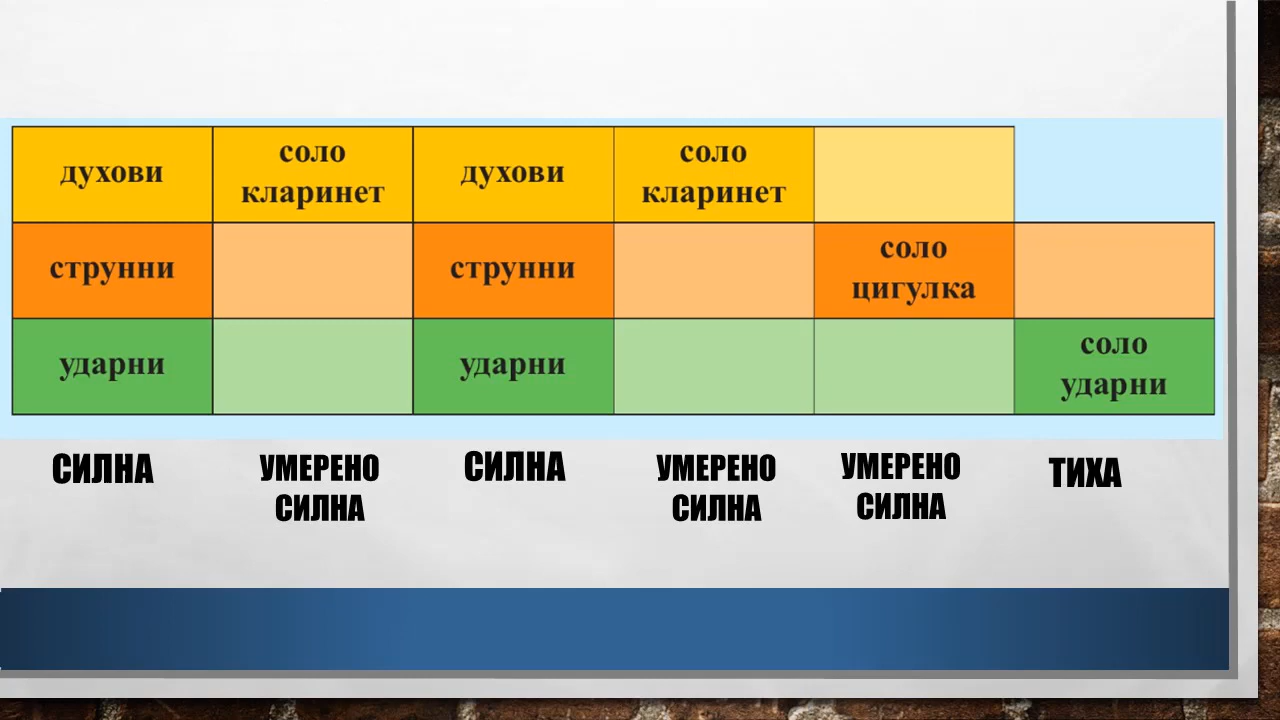 духови
соло
кларинет
духови
соло
кларинет
струнни
струнни
соло
цигулка
ударни
ударни
соло
ударни
СИЛНА
УМЕРЕНО
СИЛНА
СИЛНА
УМЕРЕНО
СИЛНА
УМЕРЕНО
СИЛНА
ТИХА